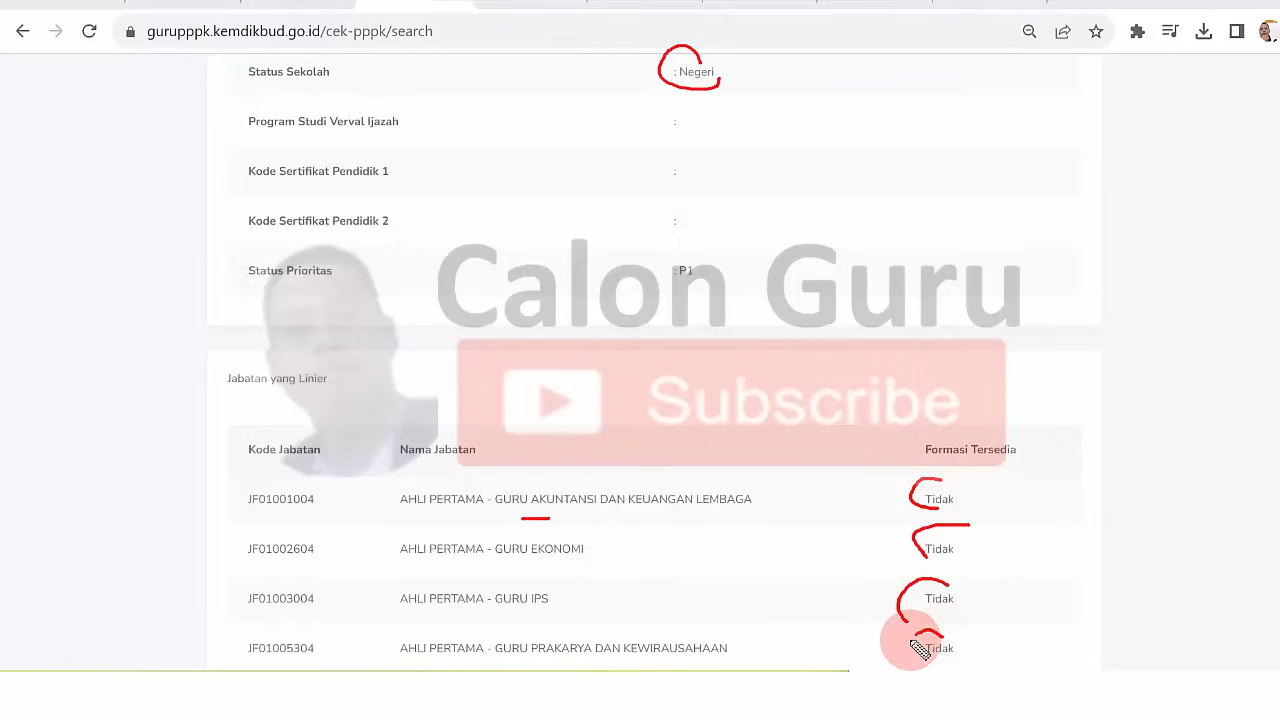 gurupppk.kemdikbud.go.id/cek-pppk/search
Status Sekolah : Negeri
Program Studi Verval Ijazah :
Kode Sertifikat Pendidik 1 :
Kode Sertifikat Pendidik 2 :
Status Prioritas : P1
Calon Guru
Subscribe
Jabatan yang Linier
Kode Jabatan Nama Jabatan Formasi Tersedia
JF01001004 AHLI PERTAMA - GURU AKUNTANSI DAN KEUANGAN LEMBAGA Tidak
JF01002604 AHLI PERTAMA - GURU EKONOMI Tidak
JF01003004 AHLI PERTAMA - GURU IPS Tidak
JF01005304 AHLI PERTAMA - GURU PRAKARYA DAN KEWIRAUSAHAAN Tidak